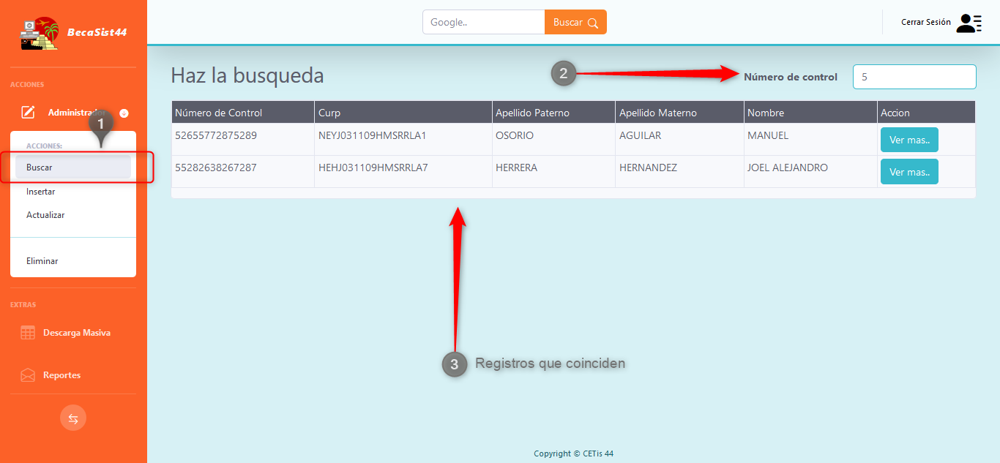 BecaSist44
Google..
Buscar
Cerrar Sesión
ACCIONES
Administrador
1
ACCIONES:
Buscar
Insertar
Actualizar
Eliminar
EXTRAS
Descarga Masiva
Reportes
Haz la busqueda
2
Número de control
5
Número de Control Curp Apellido Paterno Apellido Materno Nombre Accion
52655772875289 NEYJ031109HMSRRLA1 OSORIO AGUILAR MANUEL Ver mas..
55282638267287 HEHJ031109HMSRRLA7 HERRERA HERNANDEZ JOEL ALEJANDRO Ver mas..
3 Registros que coinciden
Copyright © CETis 44